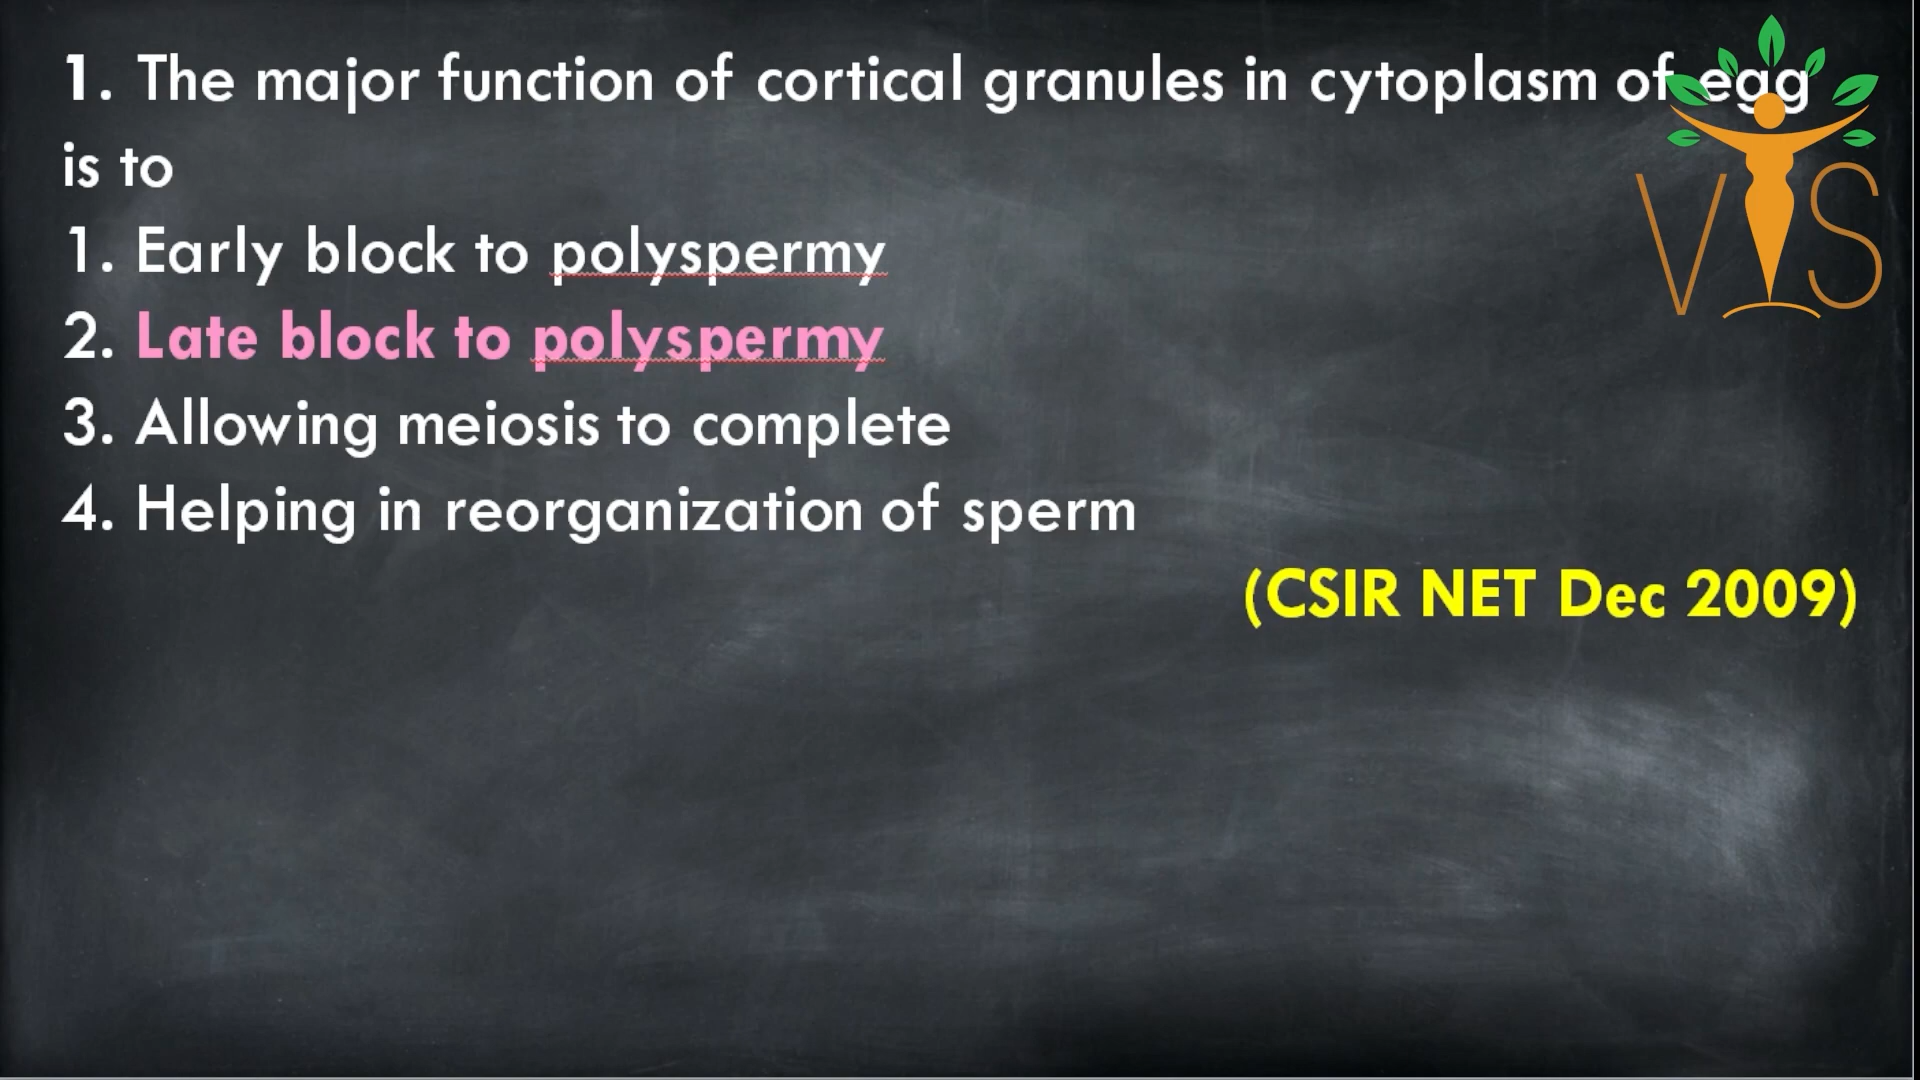 1. The major function of cortical granules in cytoplasm of egg
is to
1. Early block to polyspermy
2. Late block to polyspermy
3. Allowing meiosis to complete
4. Helping in reorganization of sperm
(CSIR NET Dec 2009)
VIS